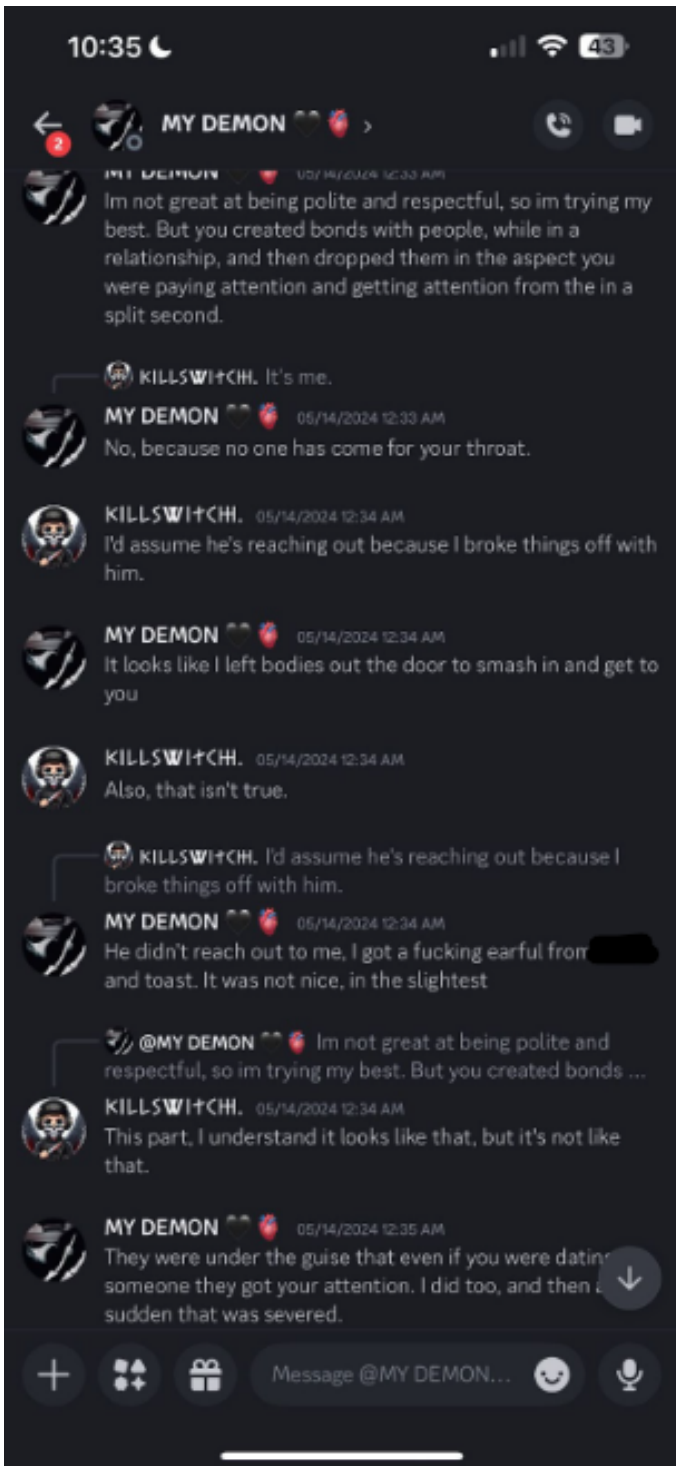 10:35
43
2
MY DEMON 🖤 🫀 ›
MY DEMON 🖤 🫀 05/14/2024 12:33 AM
Im not great at being polite and respectful, so im trying my
best. But you created bonds with people, while in a
relationship, and then dropped them in the aspect you
were paying attention and getting attention from the in a
split second.
KILLSWITCH. It's me.
MY DEMON 🖤 🫀 05/14/2024 12:33 AM
No, because no one has come for your throat.
KILLSWITCH. 05/14/2024 12:34 AM
I'd assume he's reaching out because I broke things off with
him.
MY DEMON 🖤 🫀 05/14/2024 12:34 AM
It looks like I left bodies out the door to smash in and get to
you
KILLSWITCH. 05/14/2024 12:34 AM
Also, that isn't true.
KILLSWITCH. I'd assume he's reaching out because I
broke things off with him.
MY DEMON 🖤 🫀 05/14/2024 12:34 AM
He didn't reach out to me, I got a fucking earful from
and toast. It was not nice, in the slightest
@MY DEMON 🖤 🫀 Im not great at being polite and
respectful, so im trying my best. But you created bonds ...
KILLSWITCH. 05/14/2024 12:34 AM
This part, I understand it looks like that, but it's not like
that.
MY DEMON 🖤 🫀 05/14/2024 12:35 AM
They were under the guise that even if you were dating
someone they got your attention. I did too, and then
sudden that was severed.
Message @MY DEMON...